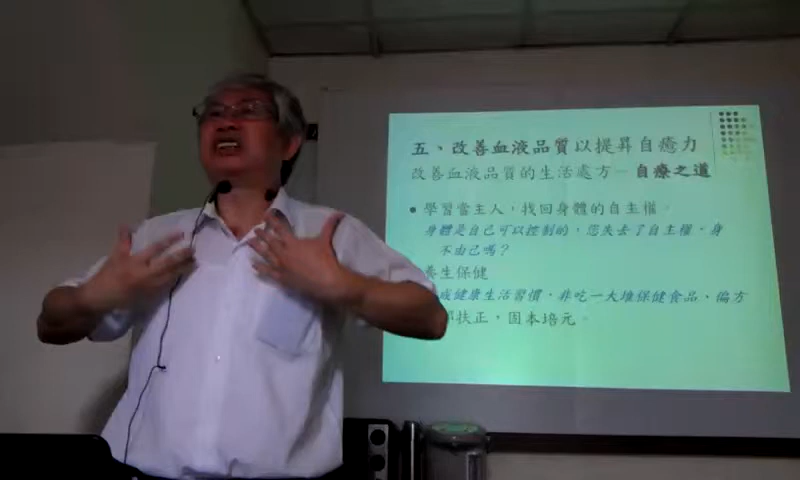 五、改善血液品質以提昇自癒力
改善血液品質的生活處方—自療之道
● 學習當主人，找回身體的自主權。
身體是自己可以控制的，您失去了自主權，身
不由己嗎？
養生保健
成健康生活習慣，非吃一大堆保健食品、偏方
扶正，固本培元。